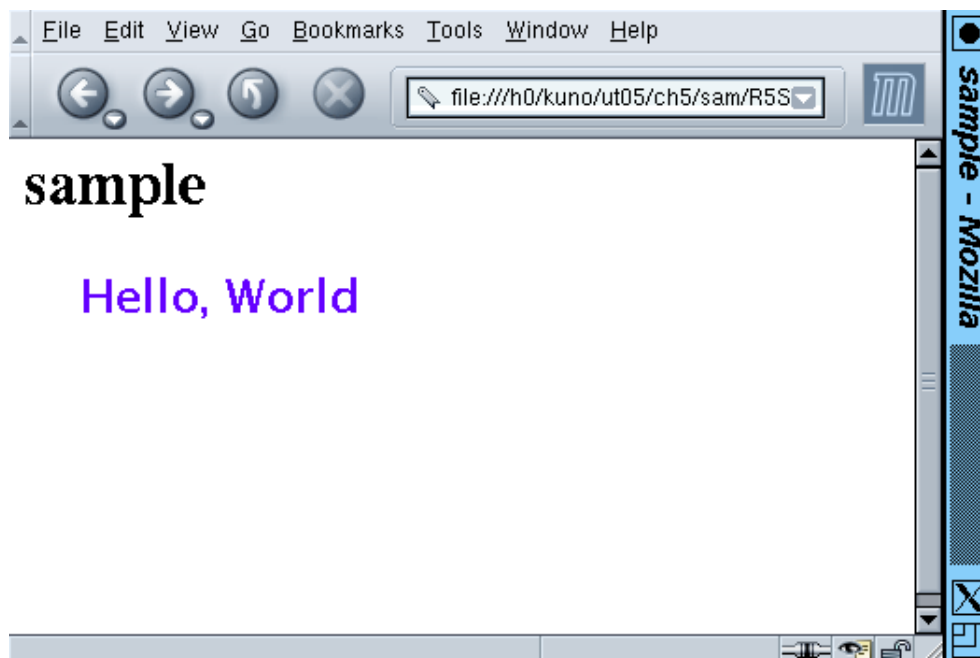 File Edit View Go Bookmarks Tools Window Help
file:///h0/kuno/ut05/ch5/sam/R5S
sample
Hello, World
sample - Mozilla